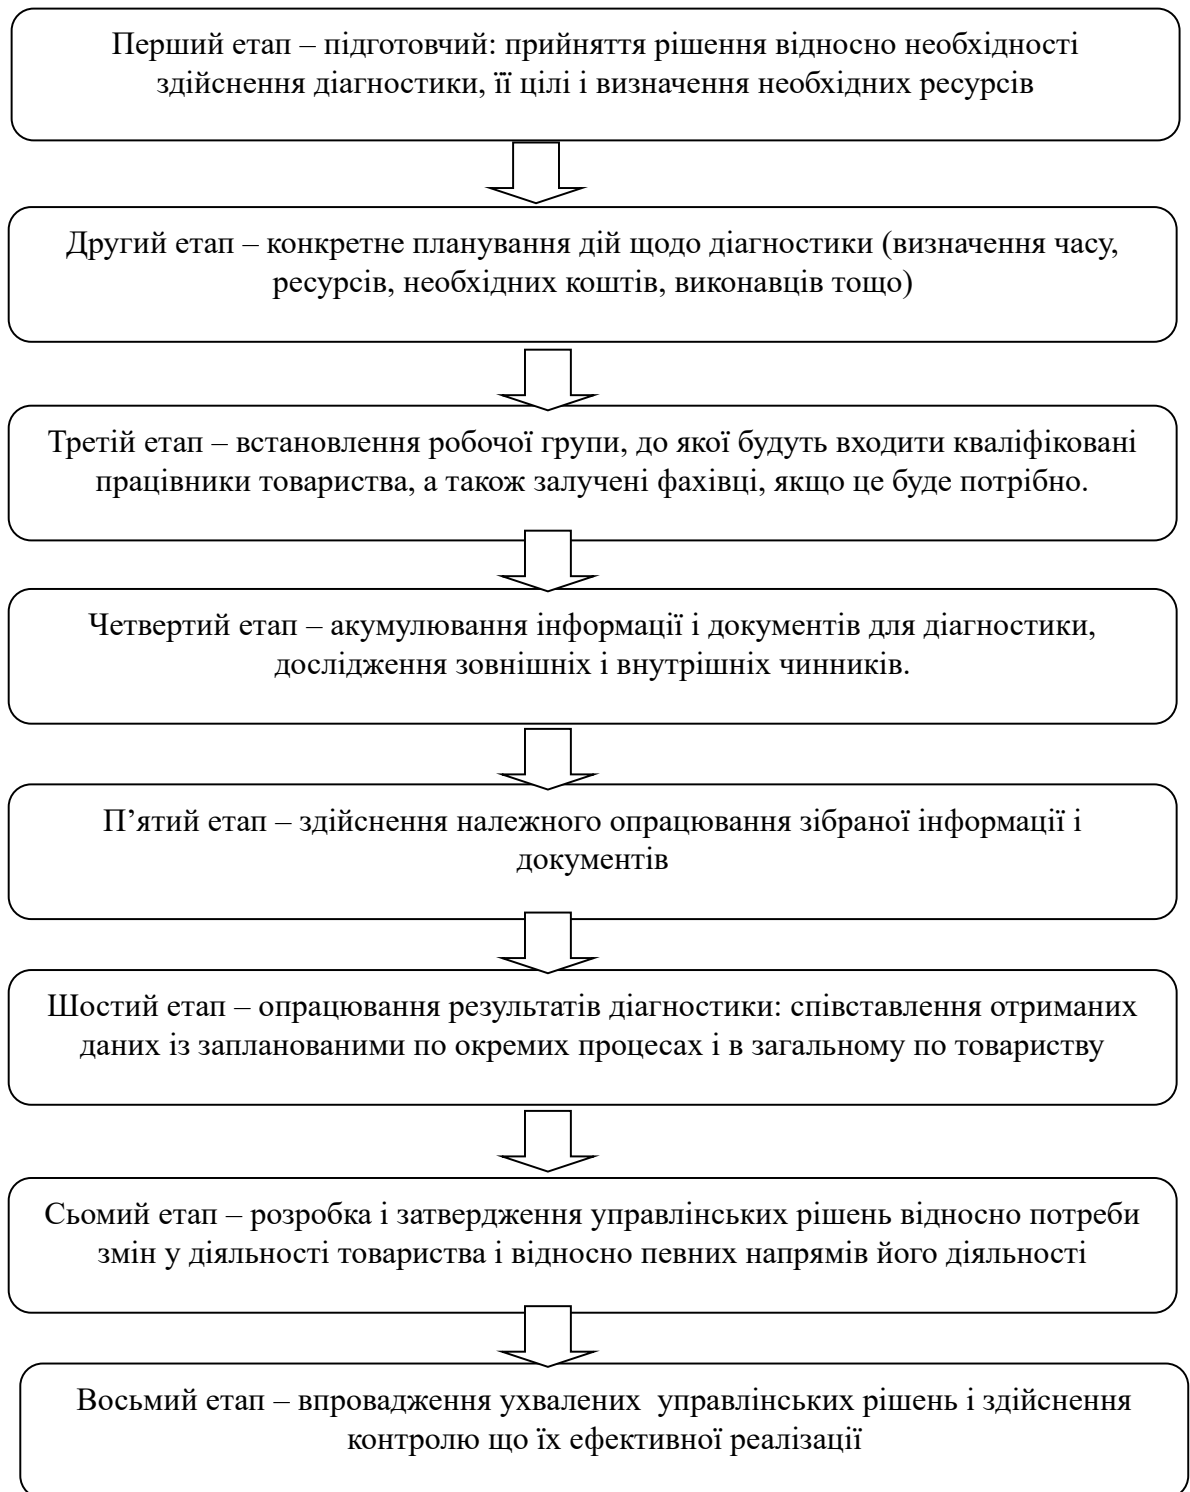 Перший етап – підготовчий: прийняття рішення відносно необхідності
здійснення діагностики, її цілі і визначення необхідних ресурсів
Другий етап – конкретне планування дій щодо діагностики (визначення часу,
ресурсів, необхідних коштів, виконавців тощо)
Третій етап – встановлення робочої групи, до якої будуть входити кваліфіковані
працівники товариства, а також залучені фахівці, якщо це буде потрібно.
Четвертий етап – акумулювання інформації і документів для діагностики,
дослідження зовнішніх і внутрішніх чинників.
П’ятий етап – здійснення належного опрацювання зібраної інформації і
документів
Шостий етап – опрацювання результатів діагностики: співставлення отриманих
даних із запланованими по окремих процесах і в загальному по товариству
Сьомий етап – розробка і затвердження управлінських рішень відносно потреби
змін у діяльності товариства і відносно певних напрямів його діяльності
Восьмий етап – впровадження ухвалених  управлінських рішень і здійснення
контролю що їх ефективної реалізації